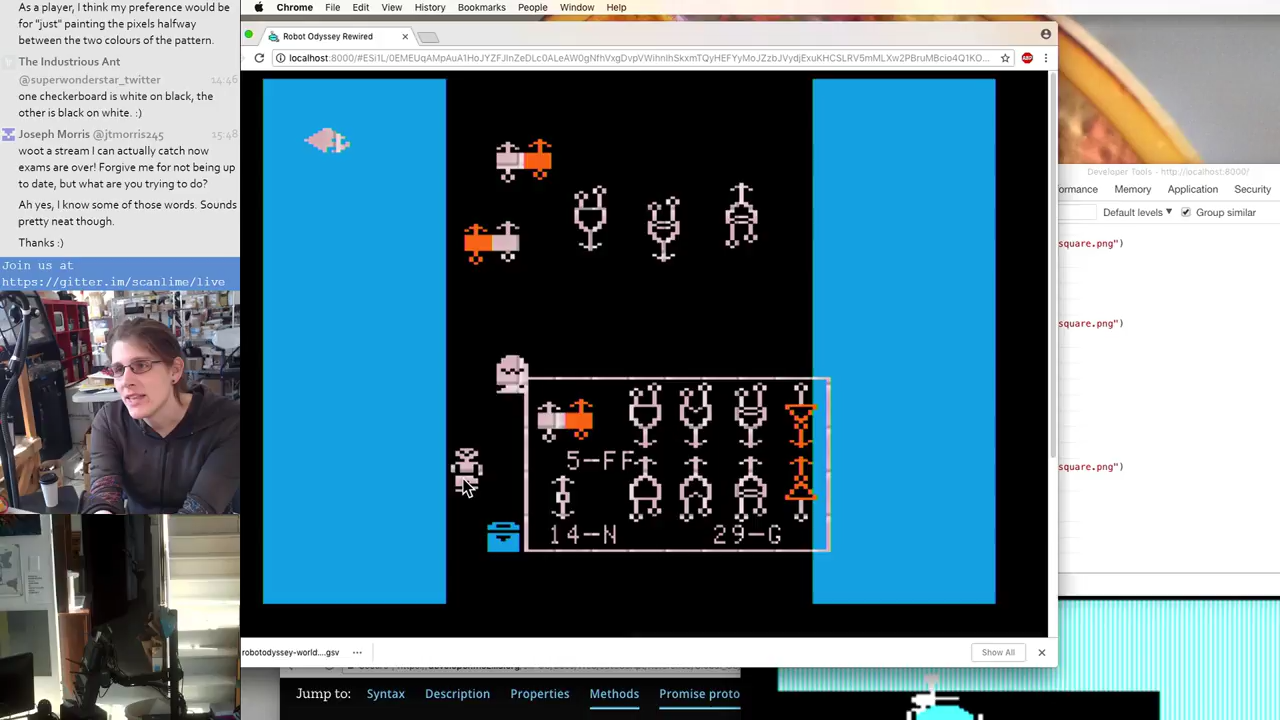 As a player, I think my preference would be
for "just" painting the pixels halfway
between the two colours of the pattern.
The Industrious Ant
@superwonderstar_twitter 14:46
one checkerboard is white on black, the
other is black on white. :)
Joseph Morris @jtmorris245 15:48
woot a stream I can actually catch now
exams are over! Forgive me for not being up
to date, but what are you trying to do?
Ah yes, I know some of those words. Sounds
pretty neat though.
Thanks :)
Join us at
https://gitter.im/scanlime/live
Chrome File Edit View History Bookmarks People Window Help
Robot Odyssey Rewired
5-FF
14-N 29-G
robotodyssey-world....gsv
Show All
Developer Tools - http://localhost:8000/
rmance Memory Application Security
Default levels Group similar
square.png")
square.png")
square.png")
Jump to: Syntax Description Properties Methods Promise proto